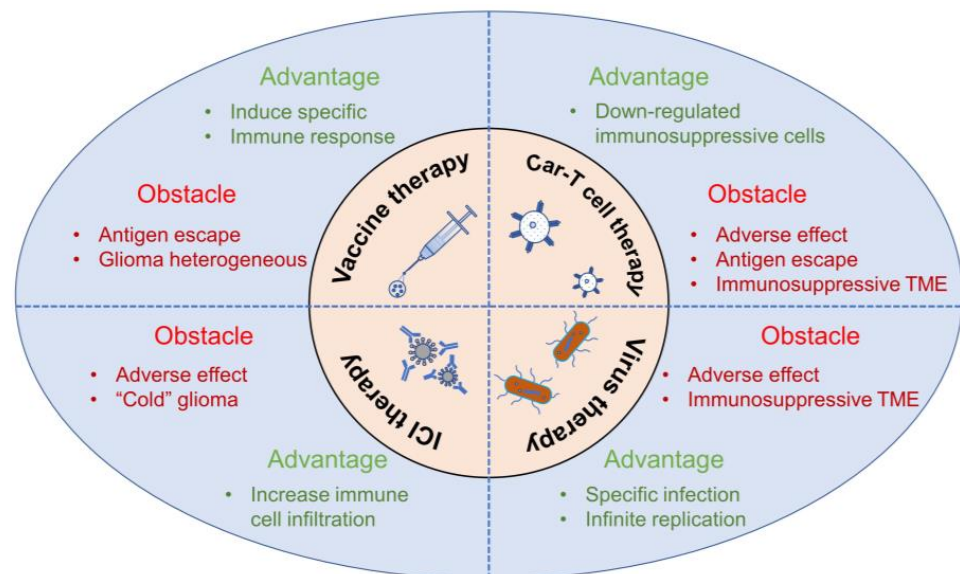 Advantage
• Induce specific
• Immune response
Obstacle
• Antigen escape
• Glioma heterogeneous
Vaccine therapy
Advantage
• Down-regulated
immunosuppressive cells
Obstacle
• Adverse effect
• Antigen escape
• Immunosuppressive TME
Car-T cell therapy
Obstacle
• Adverse effect
• “Cold” glioma
Advantage
• Increase immune
cell infiltration
ICI therapy
Obstacle
• Adverse effect
• Immunosuppressive TME
Advantage
• Specific infection
• Infinite replication
Virus therapy